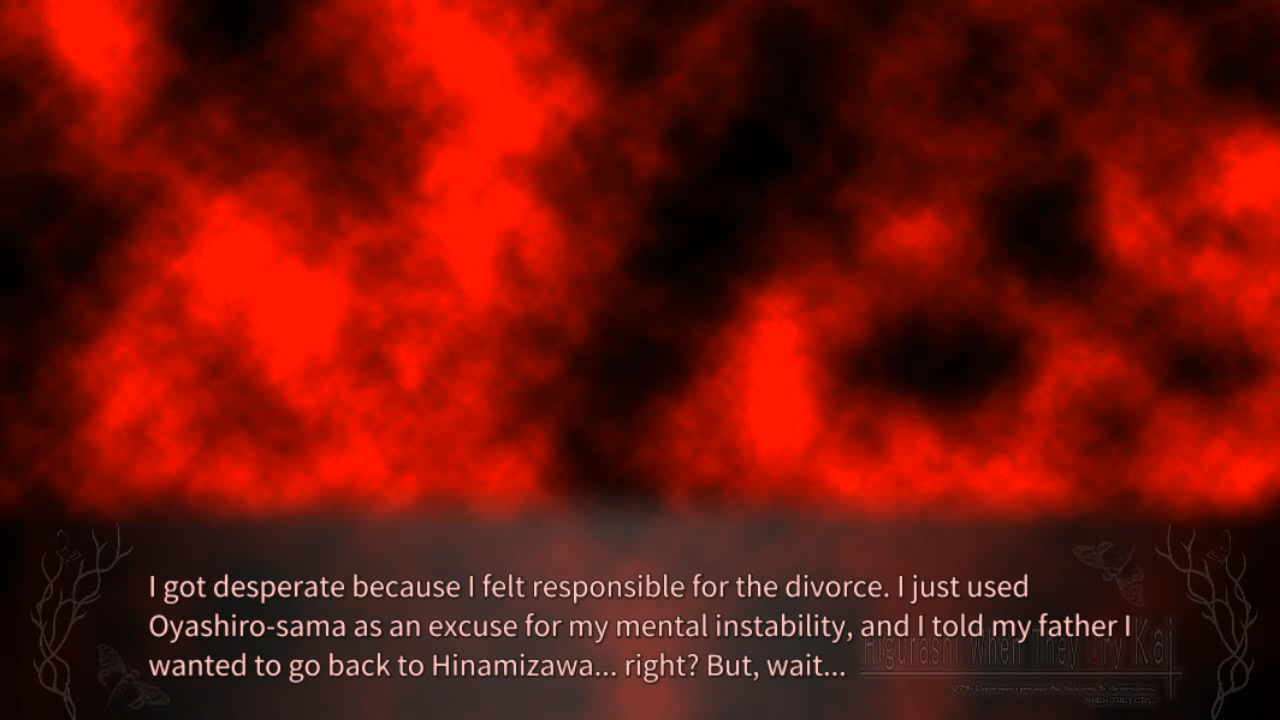 I got desperate because I felt responsible for the divorce. I just used
Oyashiro-sama as an excuse for my mental instability, and I told my father I
wanted to go back to Hinamizawa... right? But, wait...
Higurashi When They Cry Kai